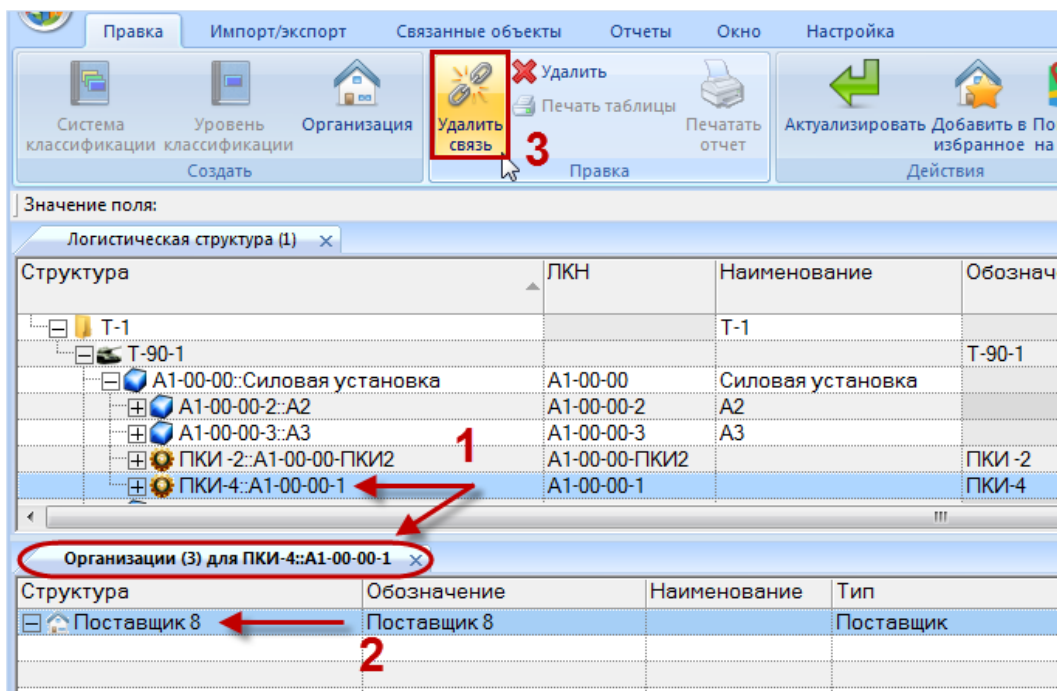 Правка Импорт/экспорт Связанные объекты Отчеты Окно Настройка
Система классификации
Уровень классификации
Организация
Создать
Удалить связь
Удалить
Печать таблицы
Печатать отчет
3
Правка
Актуализировать
Добавить в избранное
По
на
Действия
Значение поля:
Логистическая структура (1)
Структура ЛКН Наименование Обознач
Т-1 Т-1
Т-90-1 Т-90-1
А1-00-00::Силовая установка А1-00-00 Силовая установка
А1-00-00-2::А2 А1-00-00-2 А2
А1-00-00-3::А3 А1-00-00-3 А3
1
ПКИ -2::А1-00-00-ПКИ2 А1-00-00-ПКИ2 ПКИ -2
ПКИ-4::А1-00-00-1 А1-00-00-1 ПКИ-4
Организации (3) для ПКИ-4::А1-00-00-1
Структура Обозначение Наименование Тип
Поставщик 8 Поставщик 8 Поставщик
2